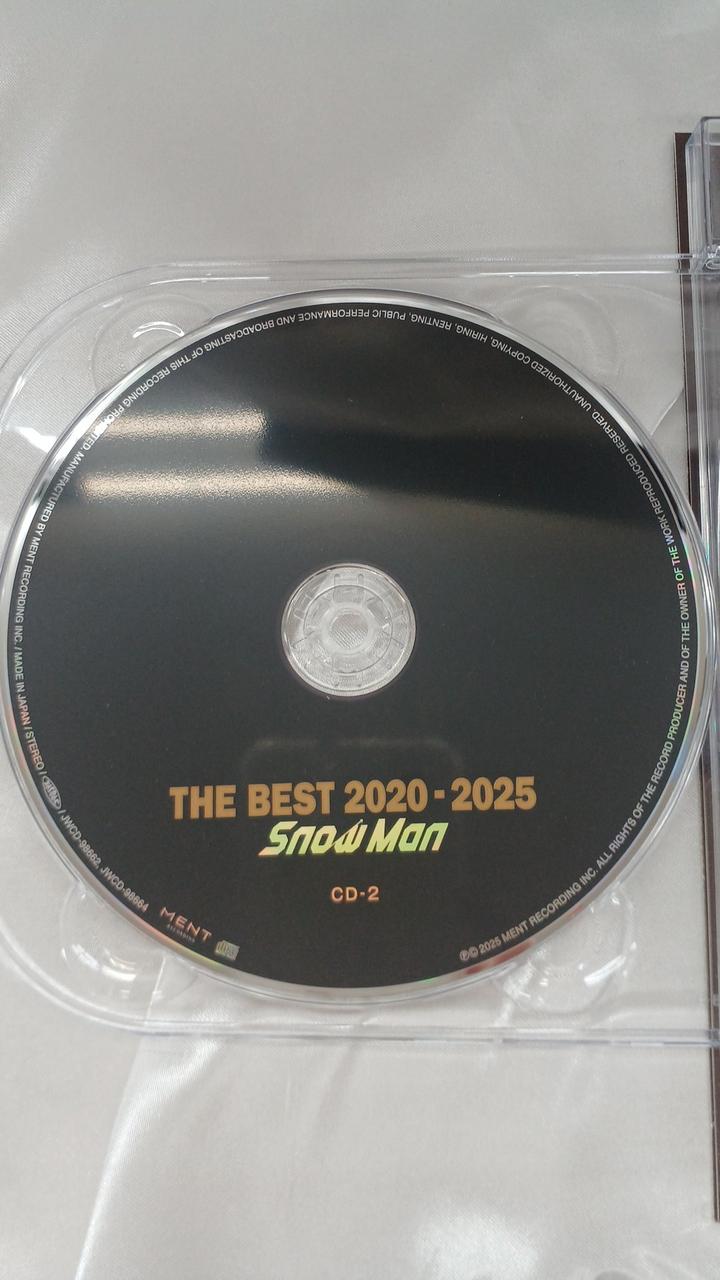 THE BEST 2020-2025
Snow Man
CD-2
MENT
RECORDING
MANUFACTURED BY MENT RECORDING INC. / MADE IN JAPAN / STEREO / JWCD-98662, JWCD-98664
℗© 2025 MENT RECORDING INC. ALL RIGHTS OF THE RECORD PRODUCER AND OF THE OWNER OF THE WORK REPRODUCED RESERVED. UNAUTHORIZED COPYING, HIRING, RENTING, PUBLIC PERFORMANCE AND BROADCASTING OF THIS RECORDING PROHIBITED.